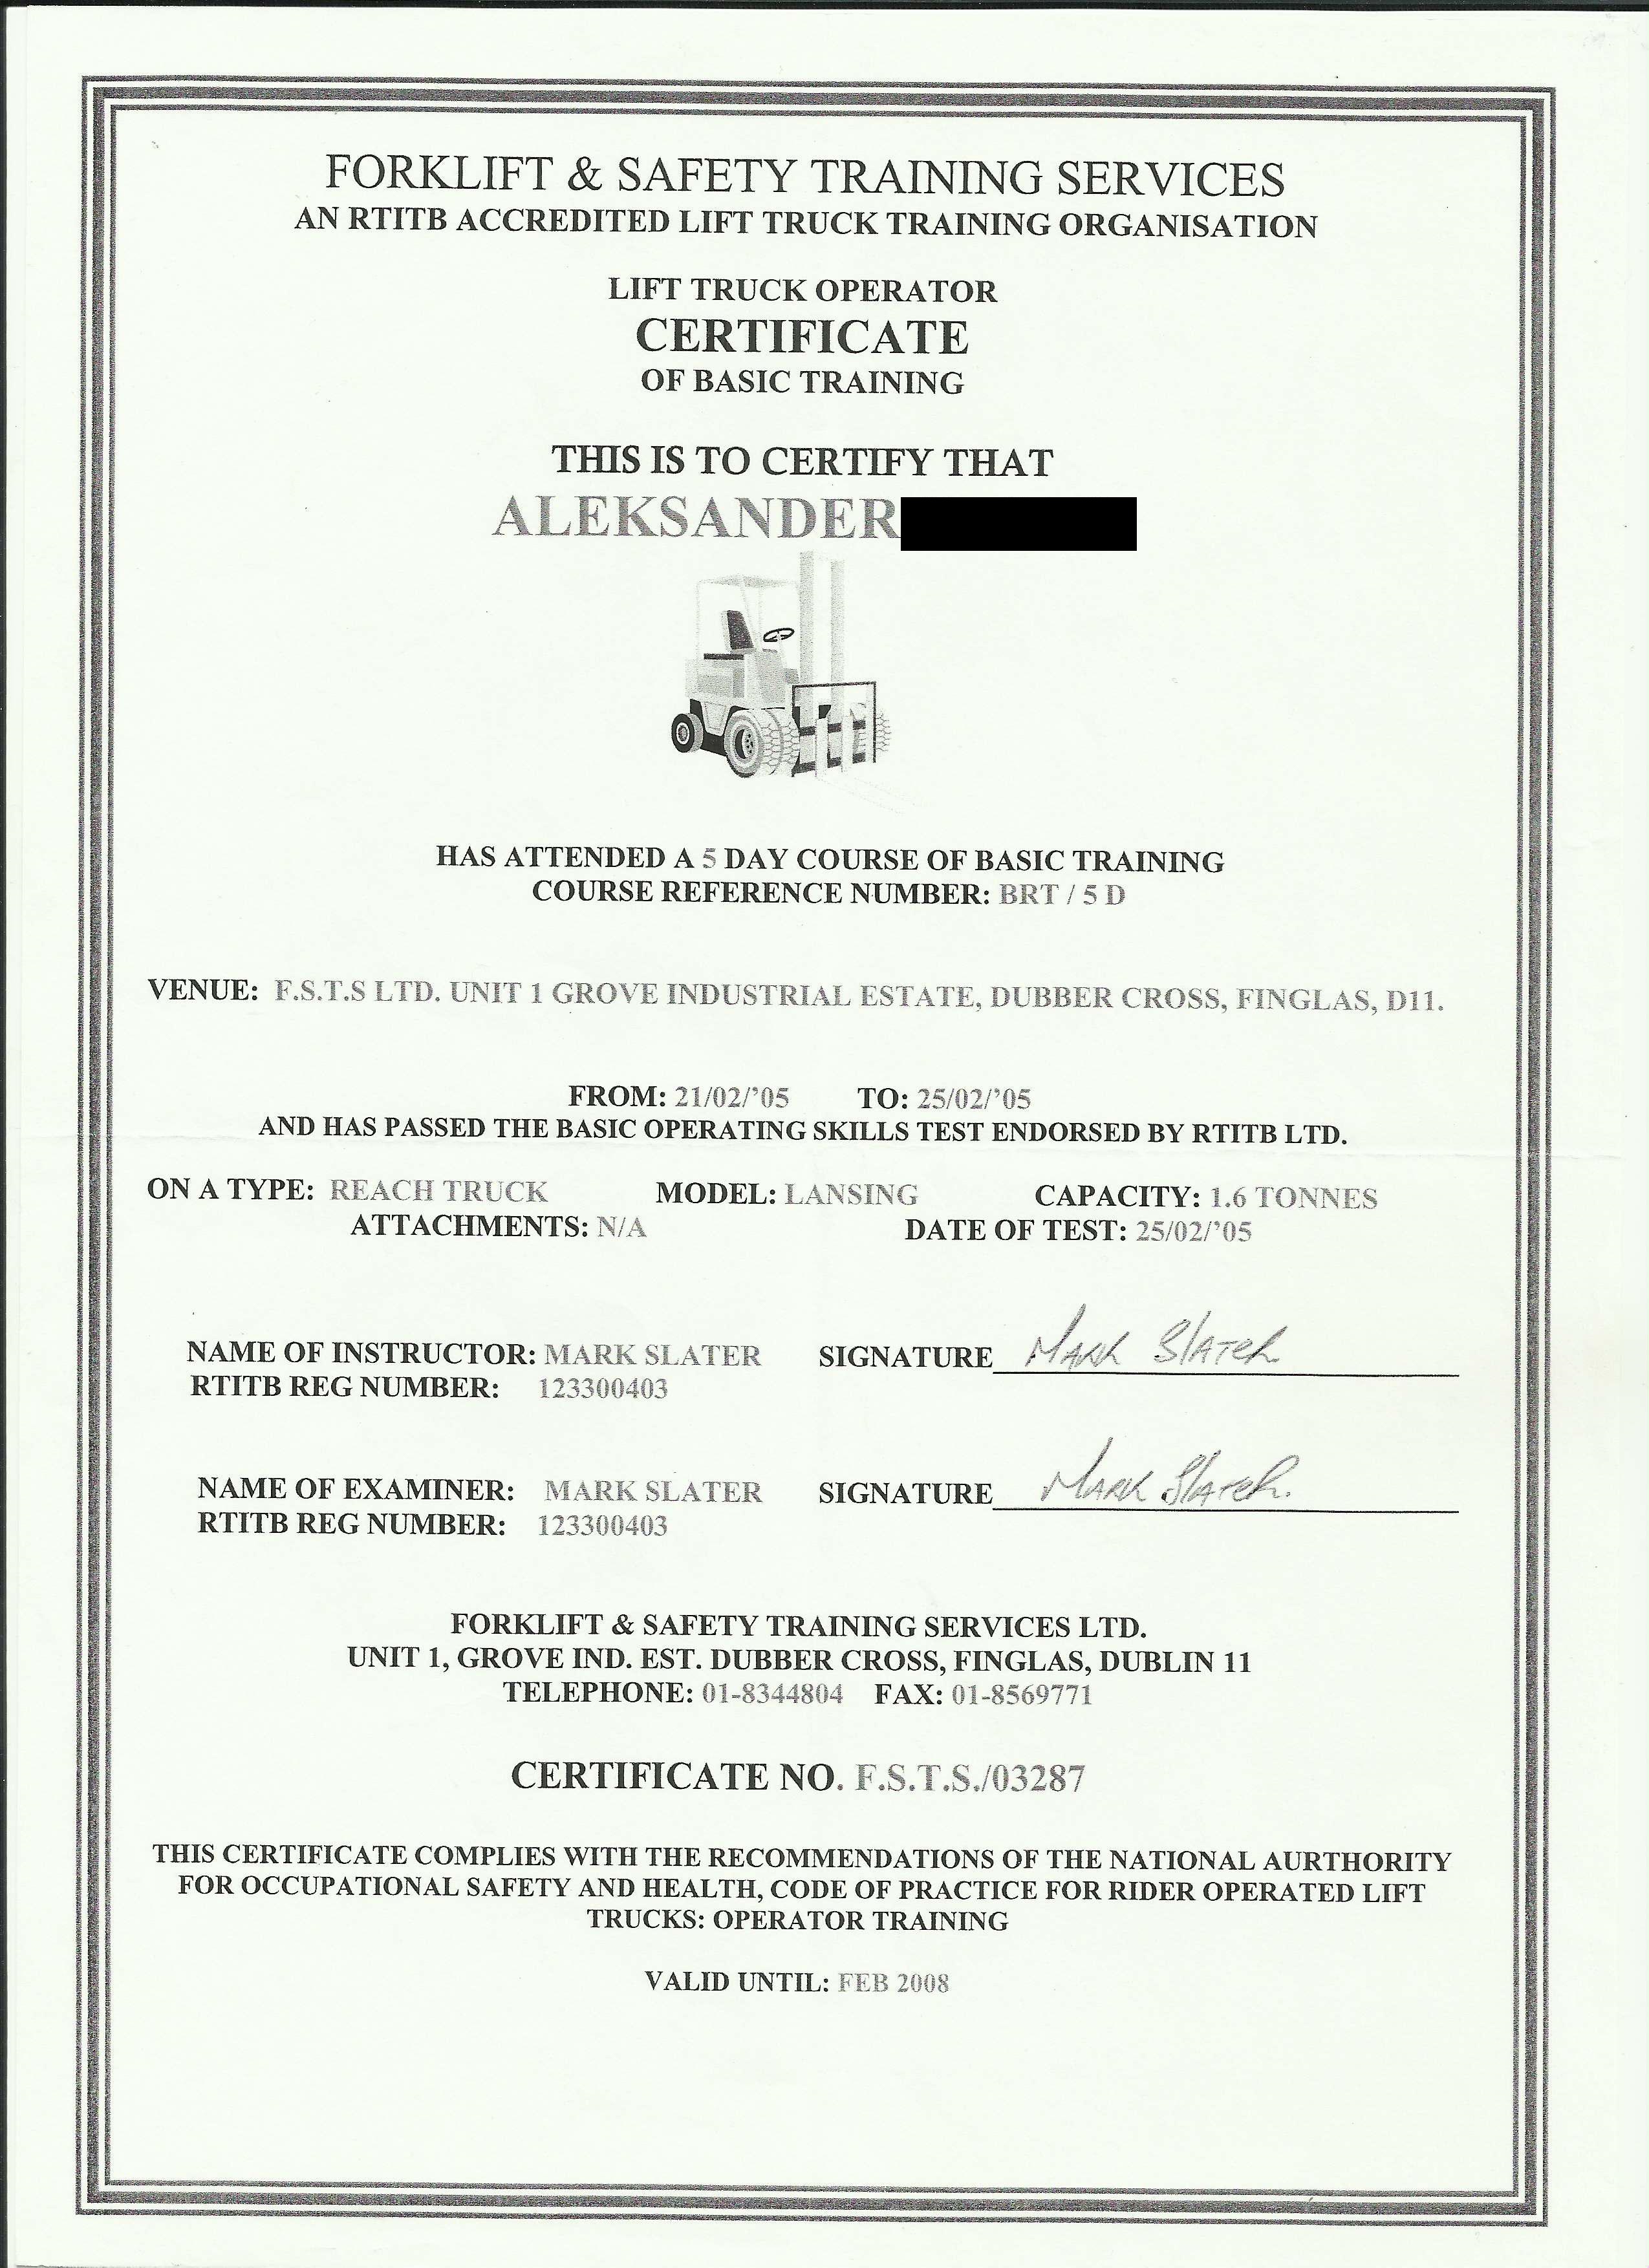 FORKLIFT & SAFETY TRAINING SERVICES
AN RTITB ACCREDITED LIFT TRUCK TRAINING ORGANISATION
LIFT TRUCK OPERATOR
CERTIFICATE
OF BASIC TRAINING
THIS IS TO CERTIFY THAT
ALEKSANDER
HAS ATTENDED A 5 DAY COURSE OF BASIC TRAINING
COURSE REFERENCE NUMBER: BRT / 5 D
VENUE: F.S.T.S LTD. UNIT 1 GROVE INDUSTRIAL ESTATE, DUBBER CROSS, FINGLAS, D11.
FROM: 21/02/'05 TO: 25/02/'05
AND HAS PASSED THE BASIC OPERATING SKILLS TEST ENDORSED BY RTITB LTD.
ON A TYPE: REACH TRUCK MODEL: LANSING CAPACITY: 1.6 TONNES
ATTACHMENTS: N/A DATE OF TEST: 25/02/'05
NAME OF INSTRUCTOR: MARK SLATER SIGNATURE Mark Slater
RTITB REG NUMBER: 123300403
NAME OF EXAMINER: MARK SLATER SIGNATURE Mark Slater.
RTITB REG NUMBER: 123300403
FORKLIFT & SAFETY TRAINING SERVICES LTD.
UNIT 1, GROVE IND. EST. DUBBER CROSS, FINGLAS, DUBLIN 11
TELEPHONE: 01-8344804 FAX: 01-8569771
CERTIFICATE NO. F.S.T.S./03287
THIS CERTIFICATE COMPLIES WITH THE RECOMMENDATIONS OF THE NATIONAL AURTHORITY
FOR OCCUPATIONAL SAFETY AND HEALTH, CODE OF PRACTICE FOR RIDER OPERATED LIFT
TRUCKS: OPERATOR TRAINING
VALID UNTIL: FEB 2008